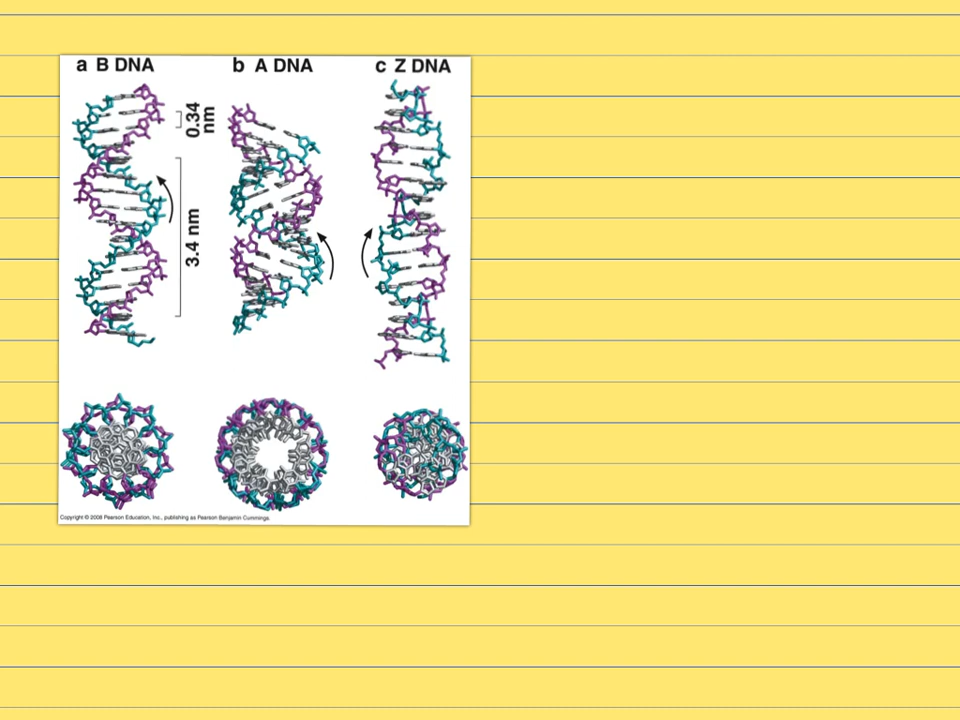 a B DNA
b A DNA
c Z DNA
0.34 nm
3.4 nm
Copyright © 2008 Pearson Education, Inc., publishing as Pearson Benjamin Cummings.